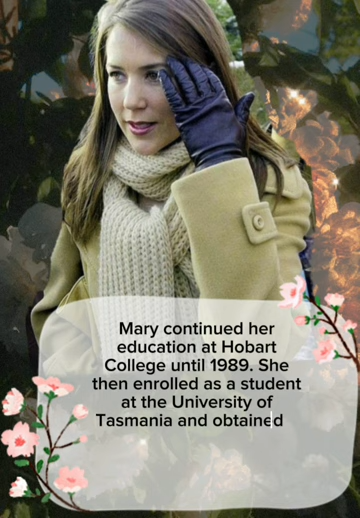 Mary continued her
education at Hobart
College until 1989. She
then enrolled as a student
at the University of
Tasmania and obtained